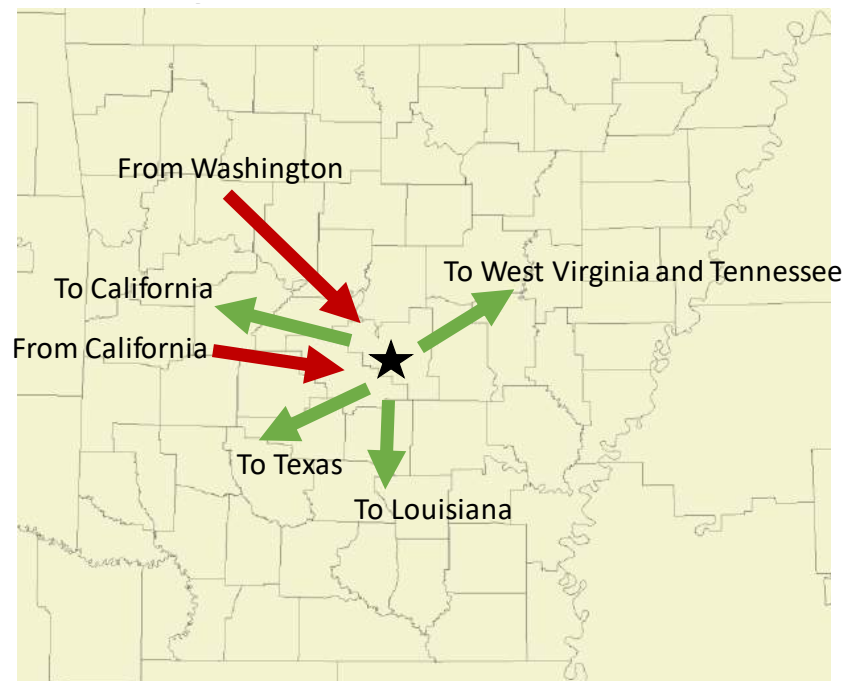 From Washington
To West Virginia and Tennessee
To California
From California
To Texas
To Louisiana